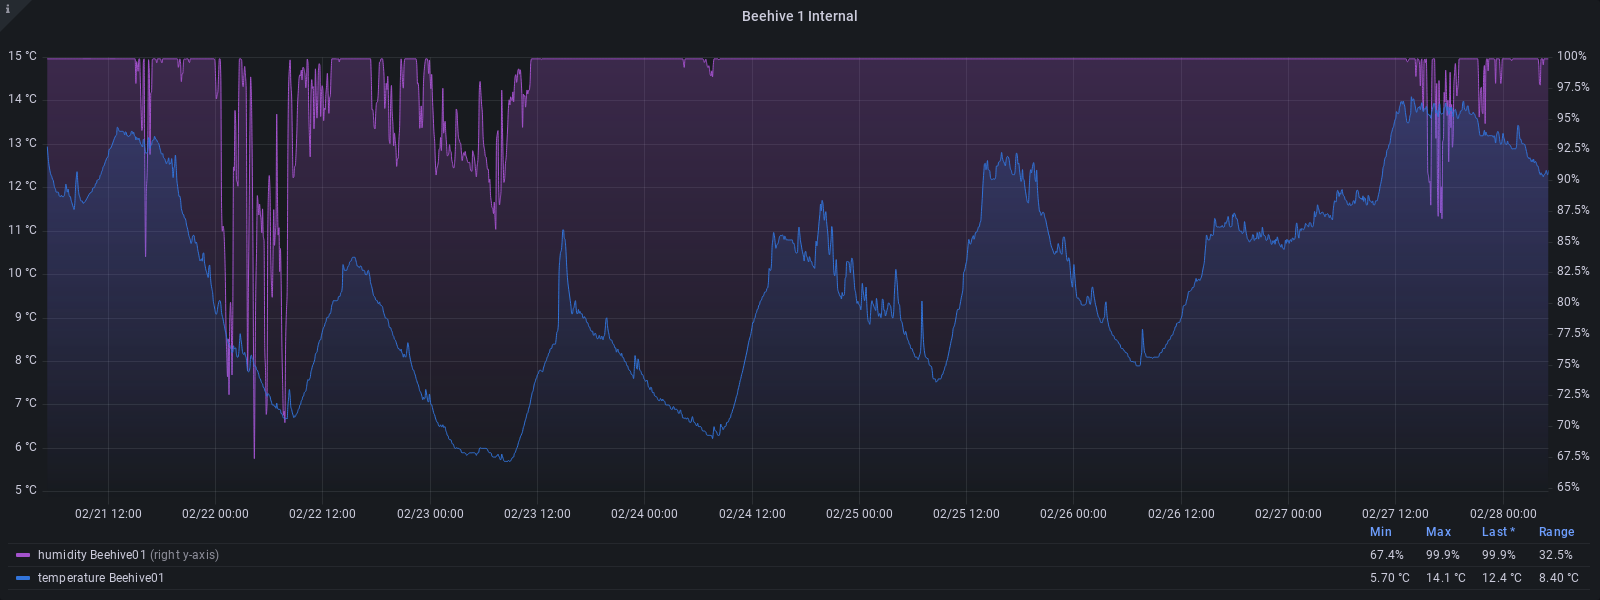 i
Beehive 1 Internal
15 °C 100%
14 °C 97.5%
13 °C 95%
12 °C 92.5%
11 °C 90%
10 °C 87.5%
9 °C 85%
8 °C 82.5%
7 °C 80%
6 °C 77.5%
5 °C 75%
72.5%
70%
67.5%
65%
02/21 12:00 02/22 00:00 02/22 12:00 02/23 00:00 02/23 12:00 02/24 00:00 02/24 12:00 02/25 00:00 02/25 12:00 02/26 00:00 02/26 12:00 02/27 00:00 02/27 12:00 02/28 00:00
Min Max Last * Range
humidity Beehive01 (right y-axis) 67.4% 99.9% 99.9% 32.5%
temperature Beehive01 5.70 °C 14.1 °C 12.4 °C 8.40 °C